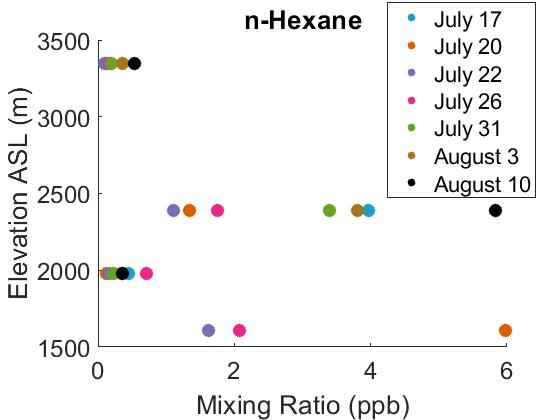 n-Hexane
July 17
July 20
July 22
July 26
July 31
August 3
August 10
Elevation ASL (m)
3500
3000
2500
2000
1500
0 2 4 6
Mixing Ratio (ppb)